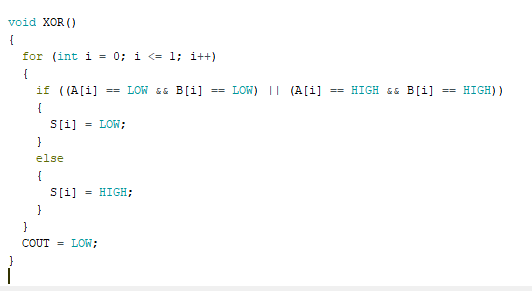 void XOR()
{
  for (int i = 0; i <= 1; i++)
  {
    if ((A[i] == LOW && B[i] == LOW) || (A[i] == HIGH && B[i] == HIGH))
    {
      S[i] = LOW;
    }
    else
    {
      S[i] = HIGH;
    }
  }
  COUT = LOW;
}